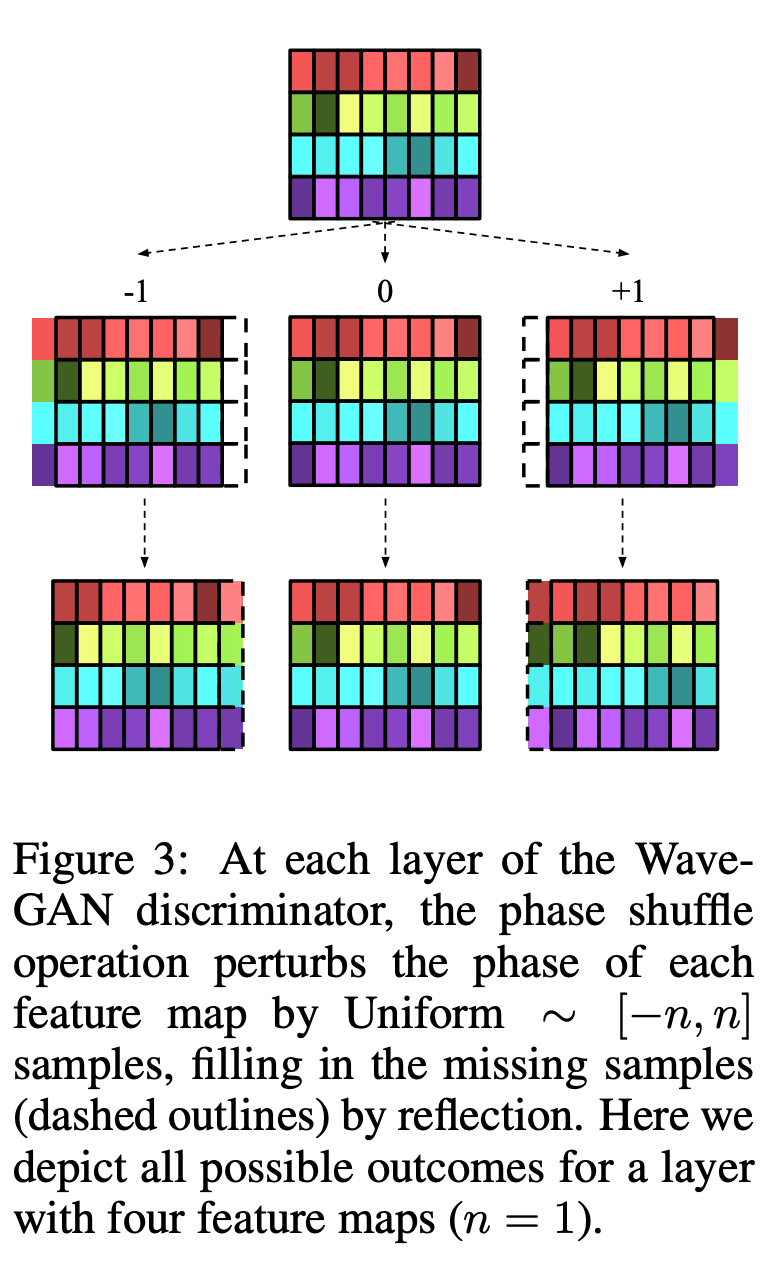 -1 0 +1
Figure 3: At each layer of the Wave-
GAN discriminator, the phase shuffle
operation perturbs the phase of each
feature map by Uniform ∼ [−n, n]
samples, filling in the missing samples
(dashed outlines) by reflection. Here we
depict all possible outcomes for a layer
with four feature maps (n = 1).